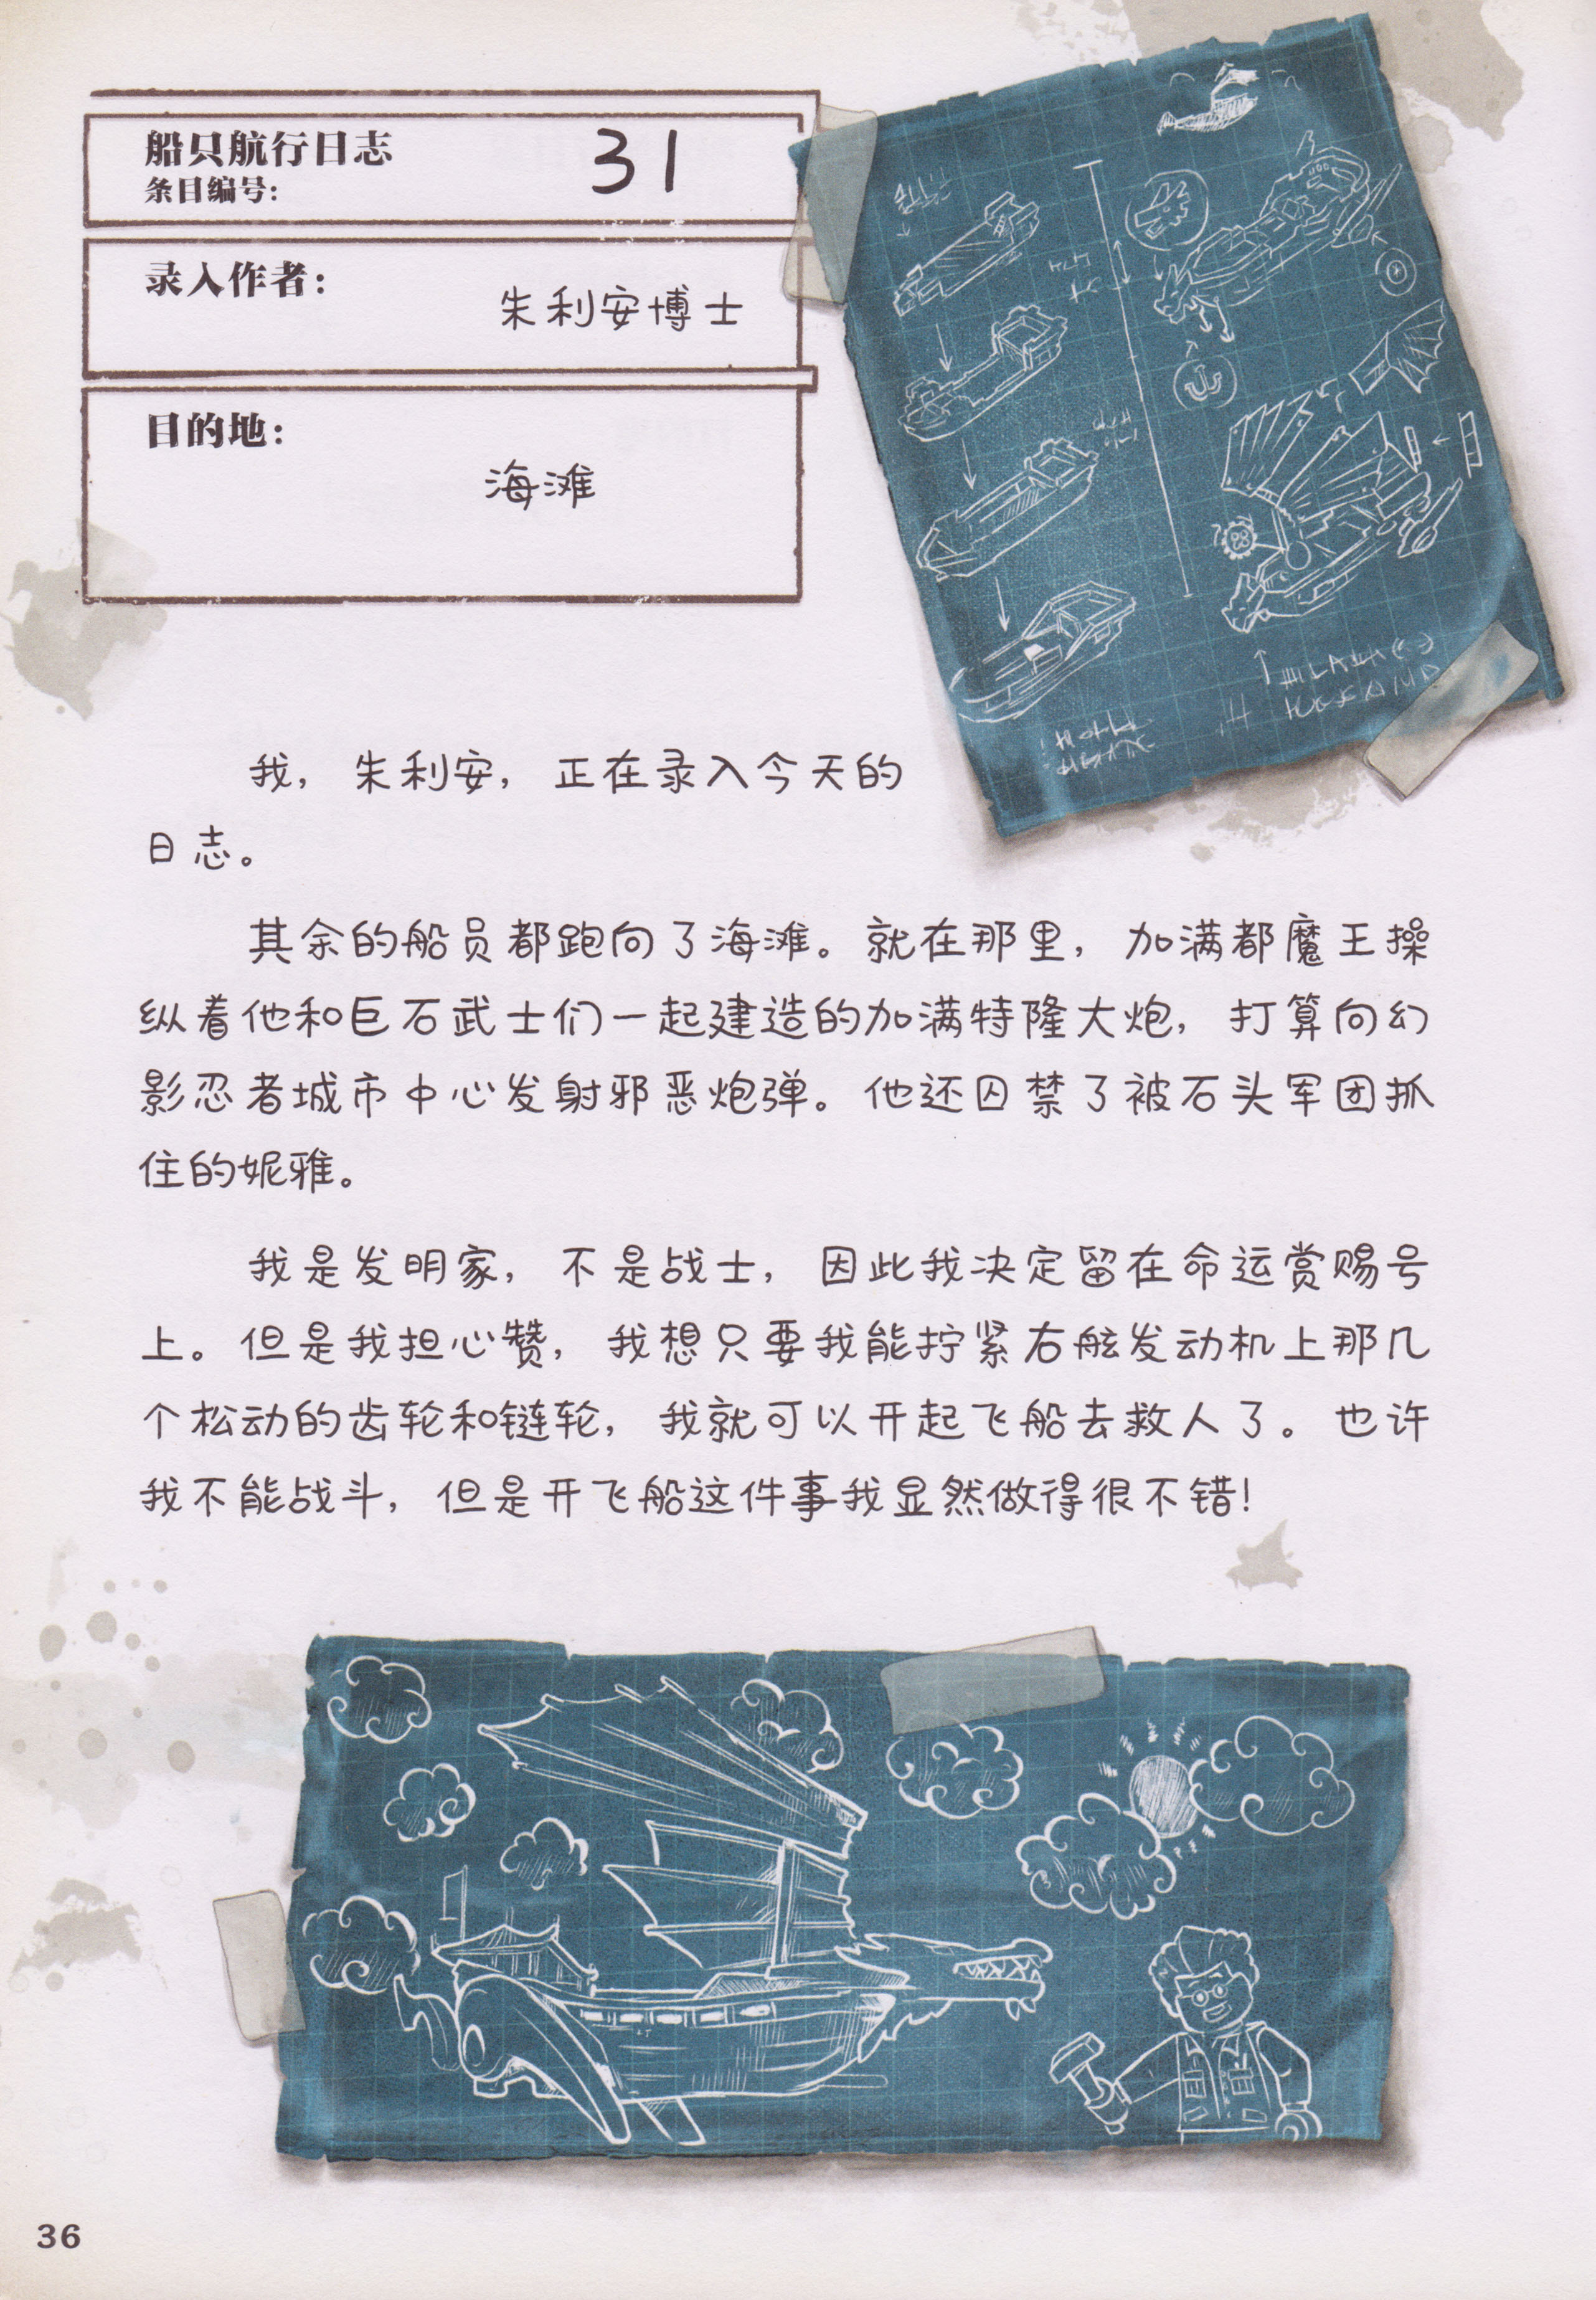 船只航行日志
条目编号: 31
录入作者:
朱利安博士
目的地:
海滩
我，朱利安，正在录入今天的
日志。
其余的船员都跑向了海滩。就在那里，加满都魔王操
纵着他和巨石武士们一起建造的加满特隆大炮，打算向幻
影忍者城市中心发射邪恶炮弹。他还囚禁了被石头军团抓
住的妮雅。
我是发明家，不是战士，因此我决定留在命运赏赐号
上。但是我担心赞，我想只要我能拧紧右舷发动机上那几
个松动的齿轮和链轮，我就可以开起飞船去救人了。也许
我不能战斗，但是开飞船这件事我显然做得很不错！
36